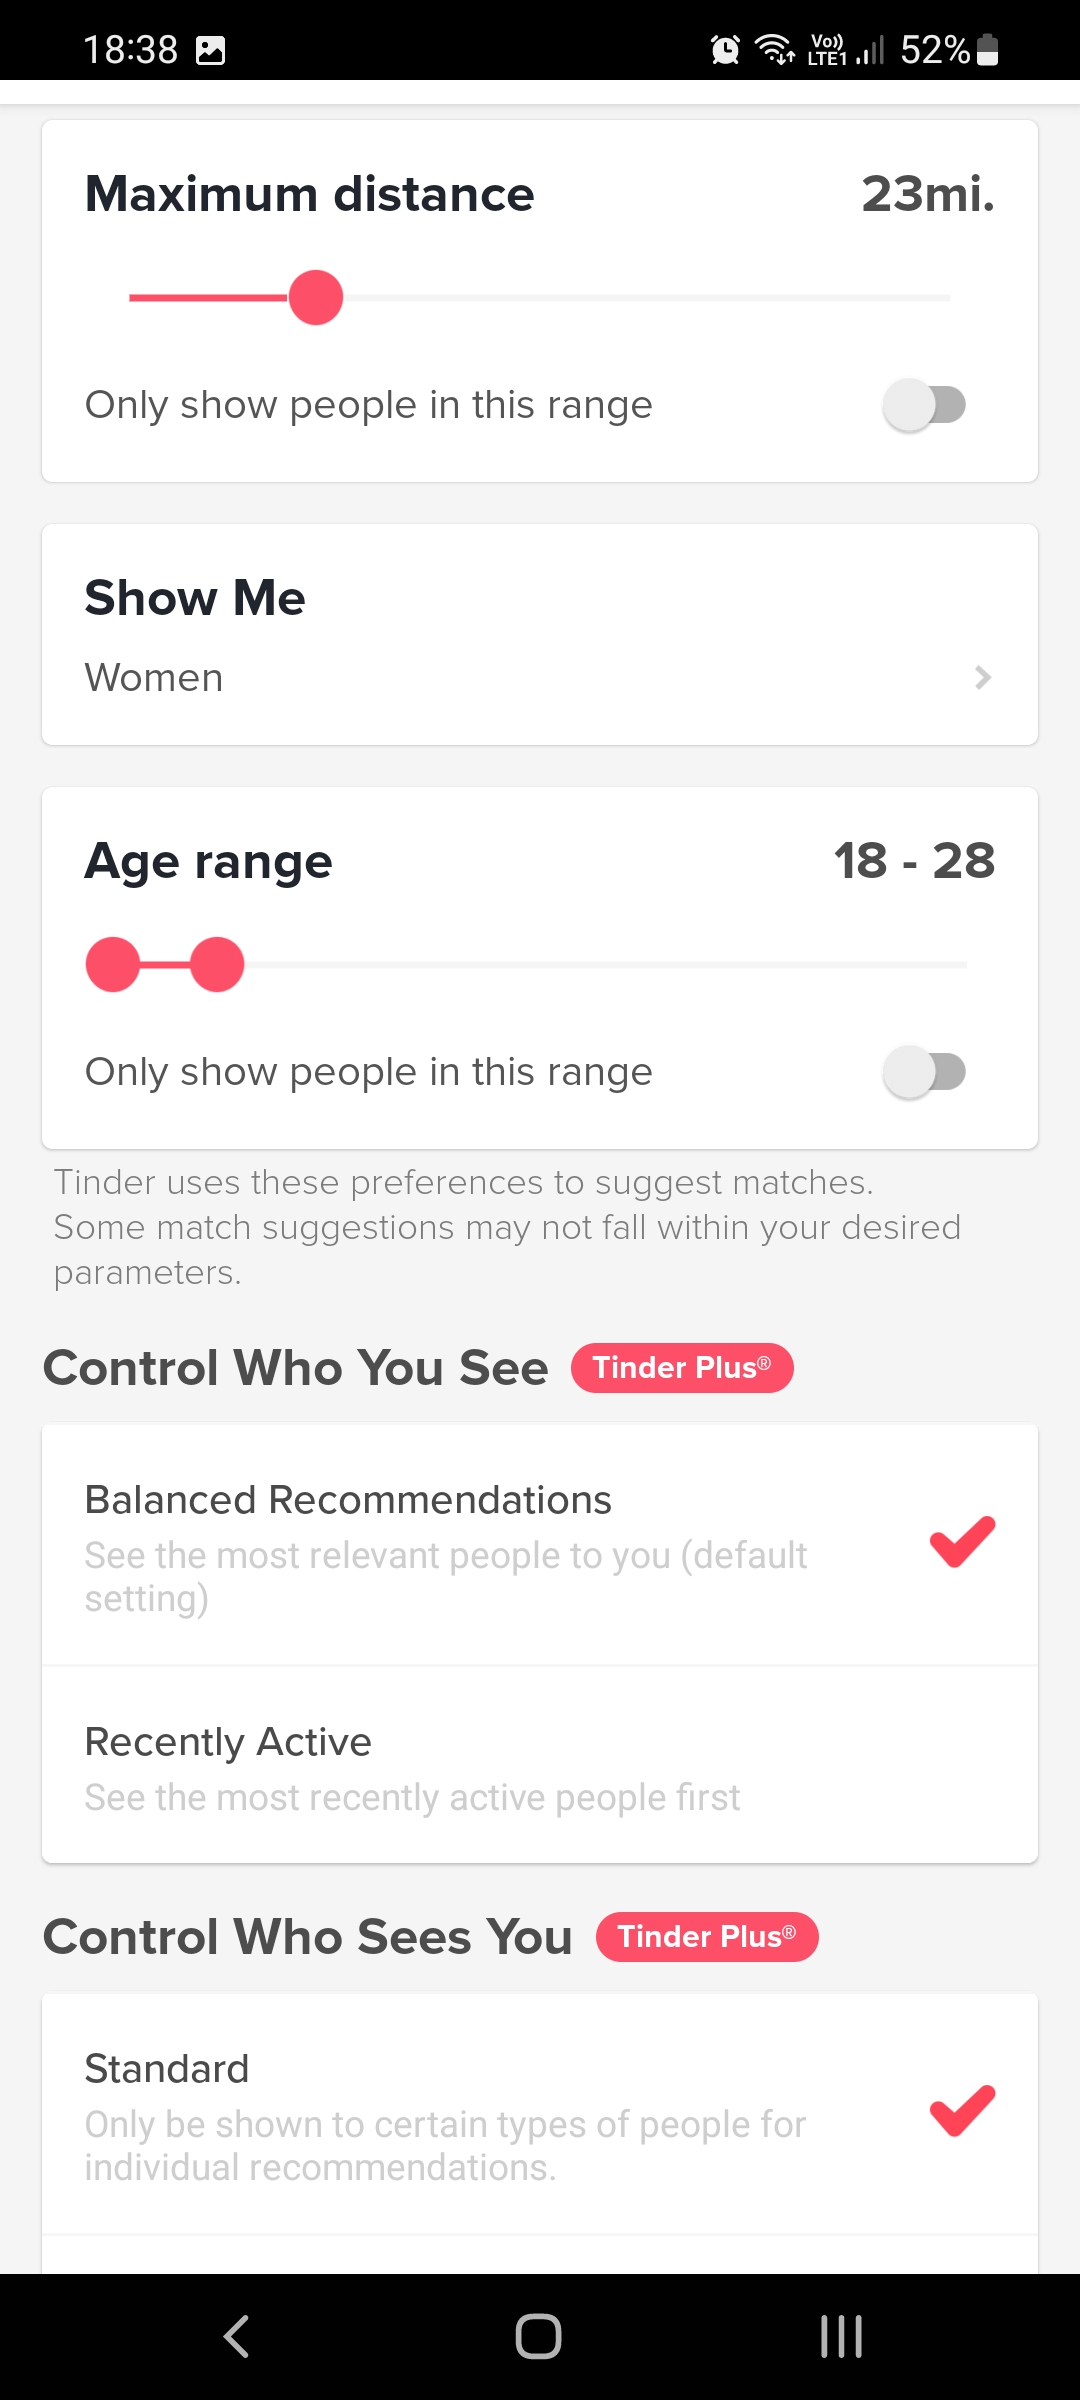 18:38 Vo)) LTE1 52%
Maximum distance 23mi.
Only show people in this range
Show Me
Women
Age range 18 - 28
Only show people in this range
Tinder uses these preferences to suggest matches.
Some match suggestions may not fall within your desired
parameters.
Control Who You See Tinder Plus®
Balanced Recommendations
See the most relevant people to you (default
setting)
Recently Active
See the most recently active people first
Control Who Sees You Tinder Plus®
Standard
Only be shown to certain types of people for
individual recommendations.